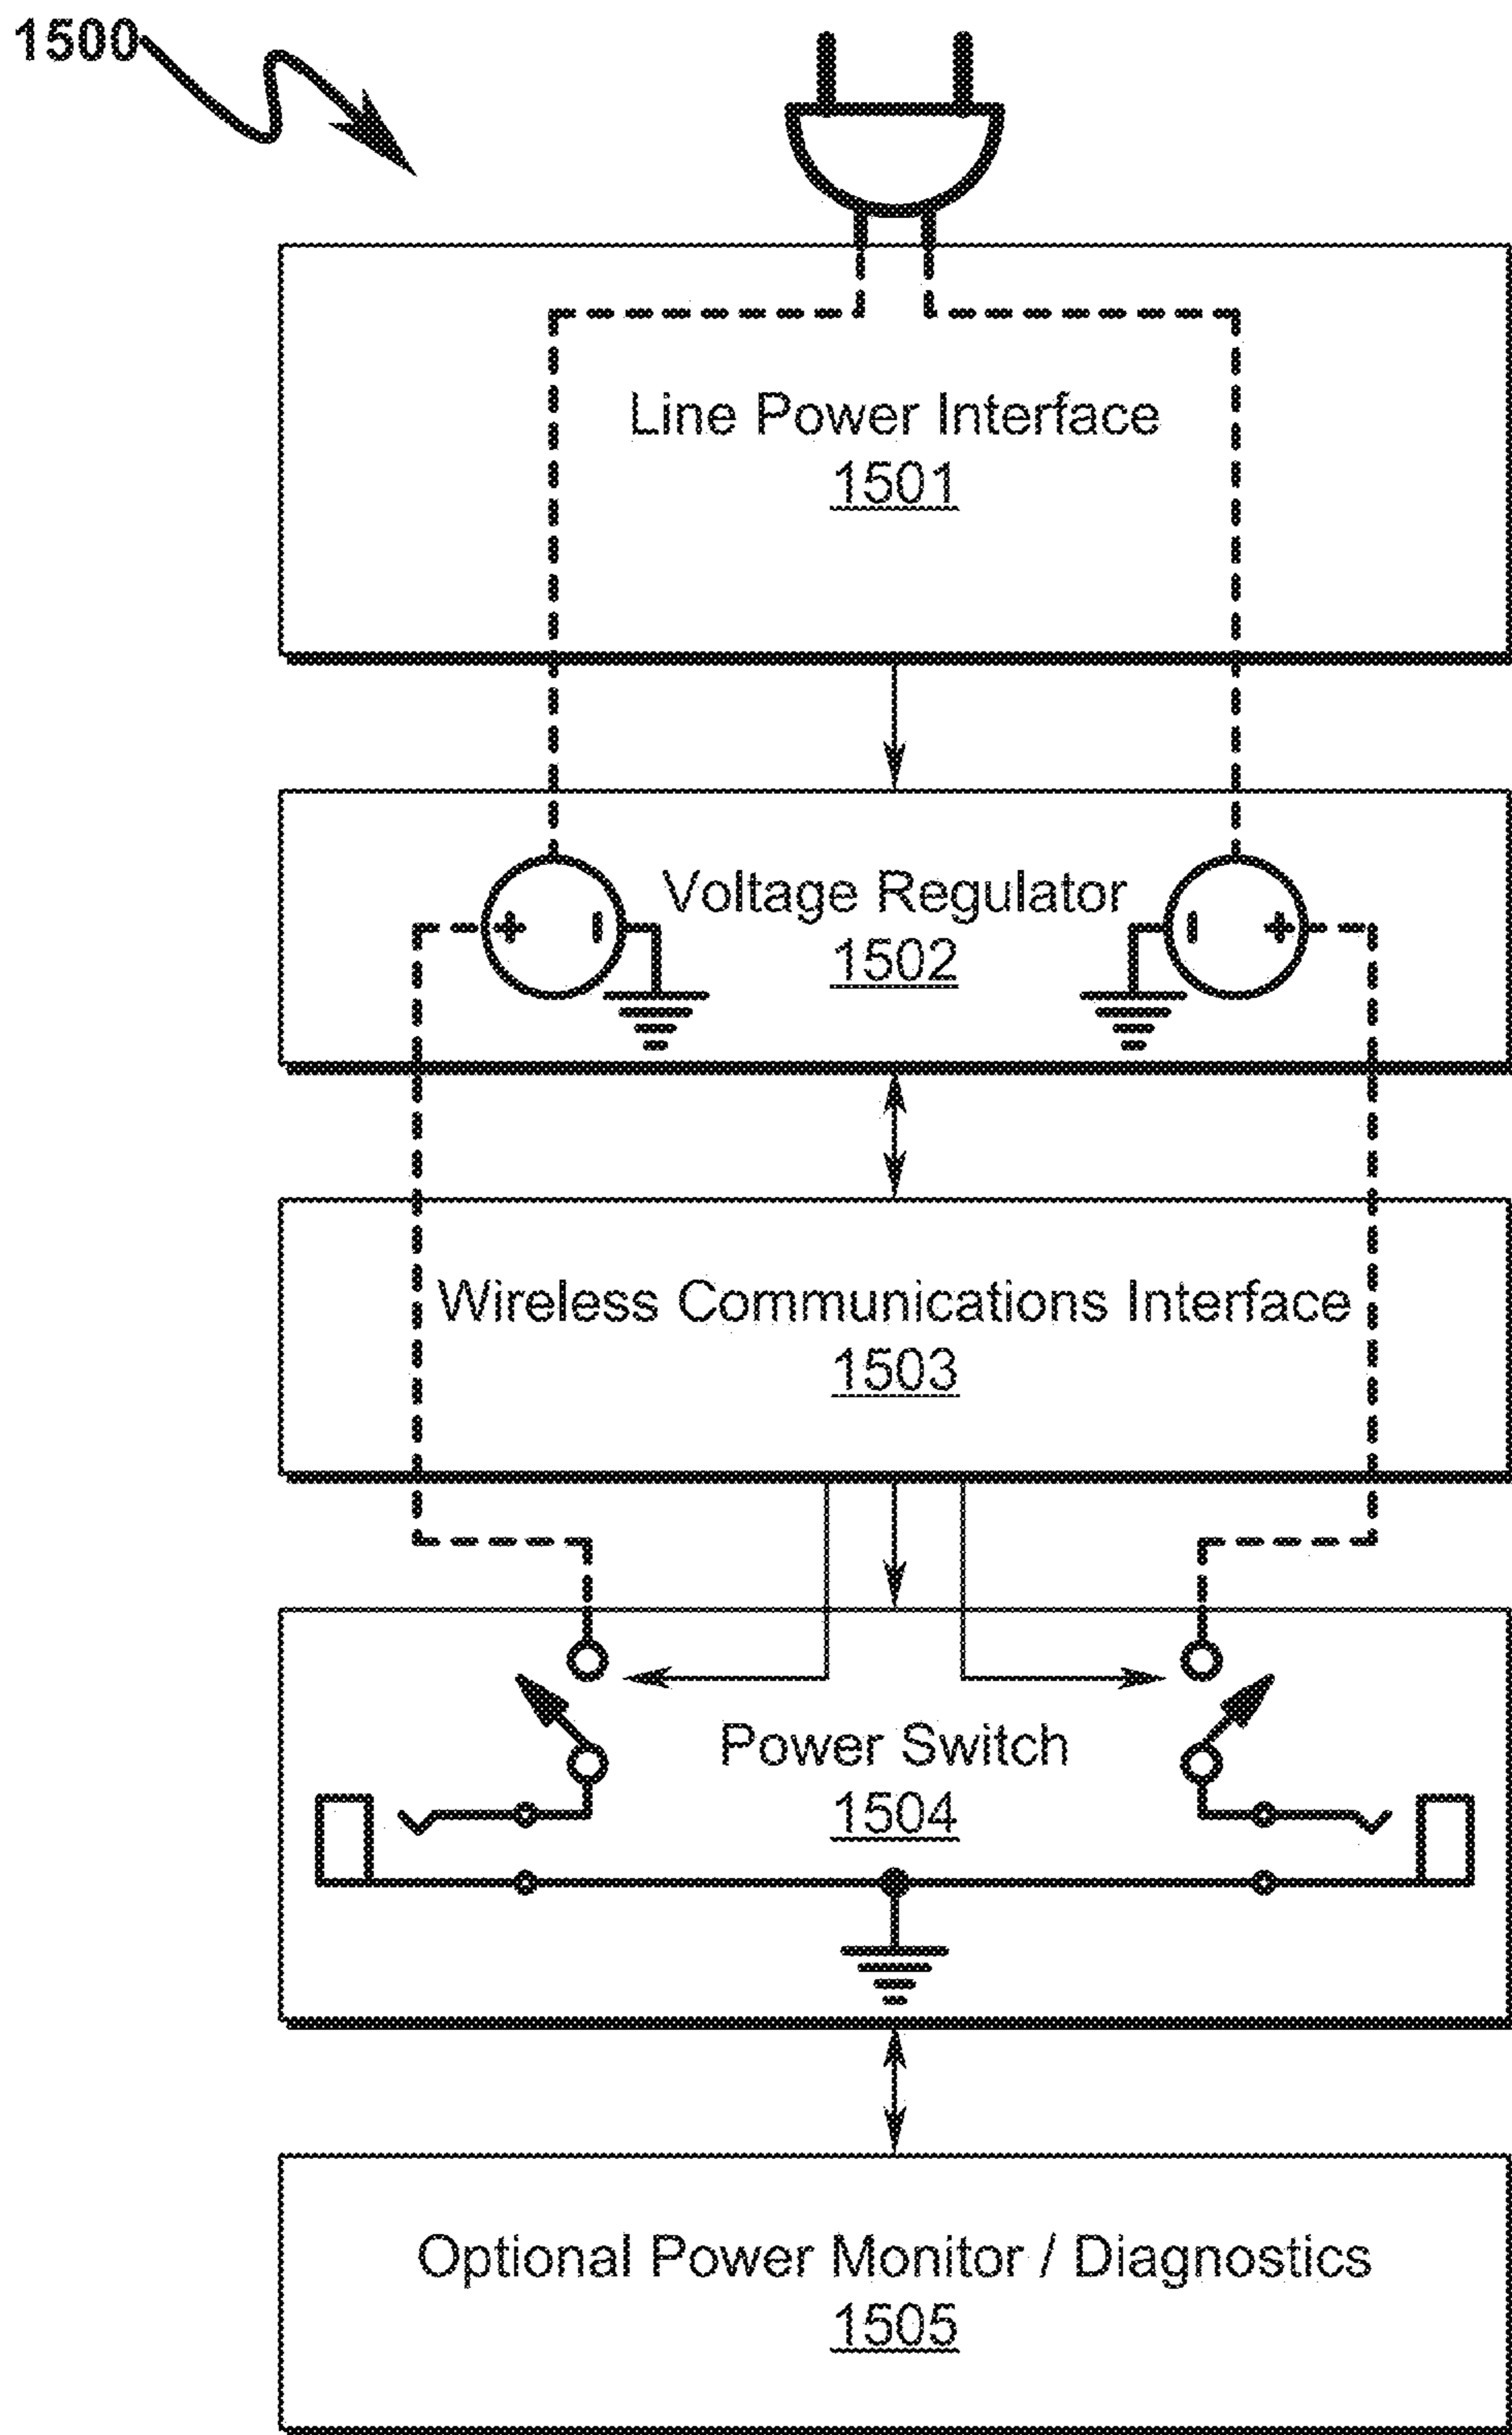 1500
Line Power Interface
1501
Voltage Regulator
1502
Wireless Communications Interface
1503
Power Switch
1504
Optional Power Monitor / Diagnostics
1505